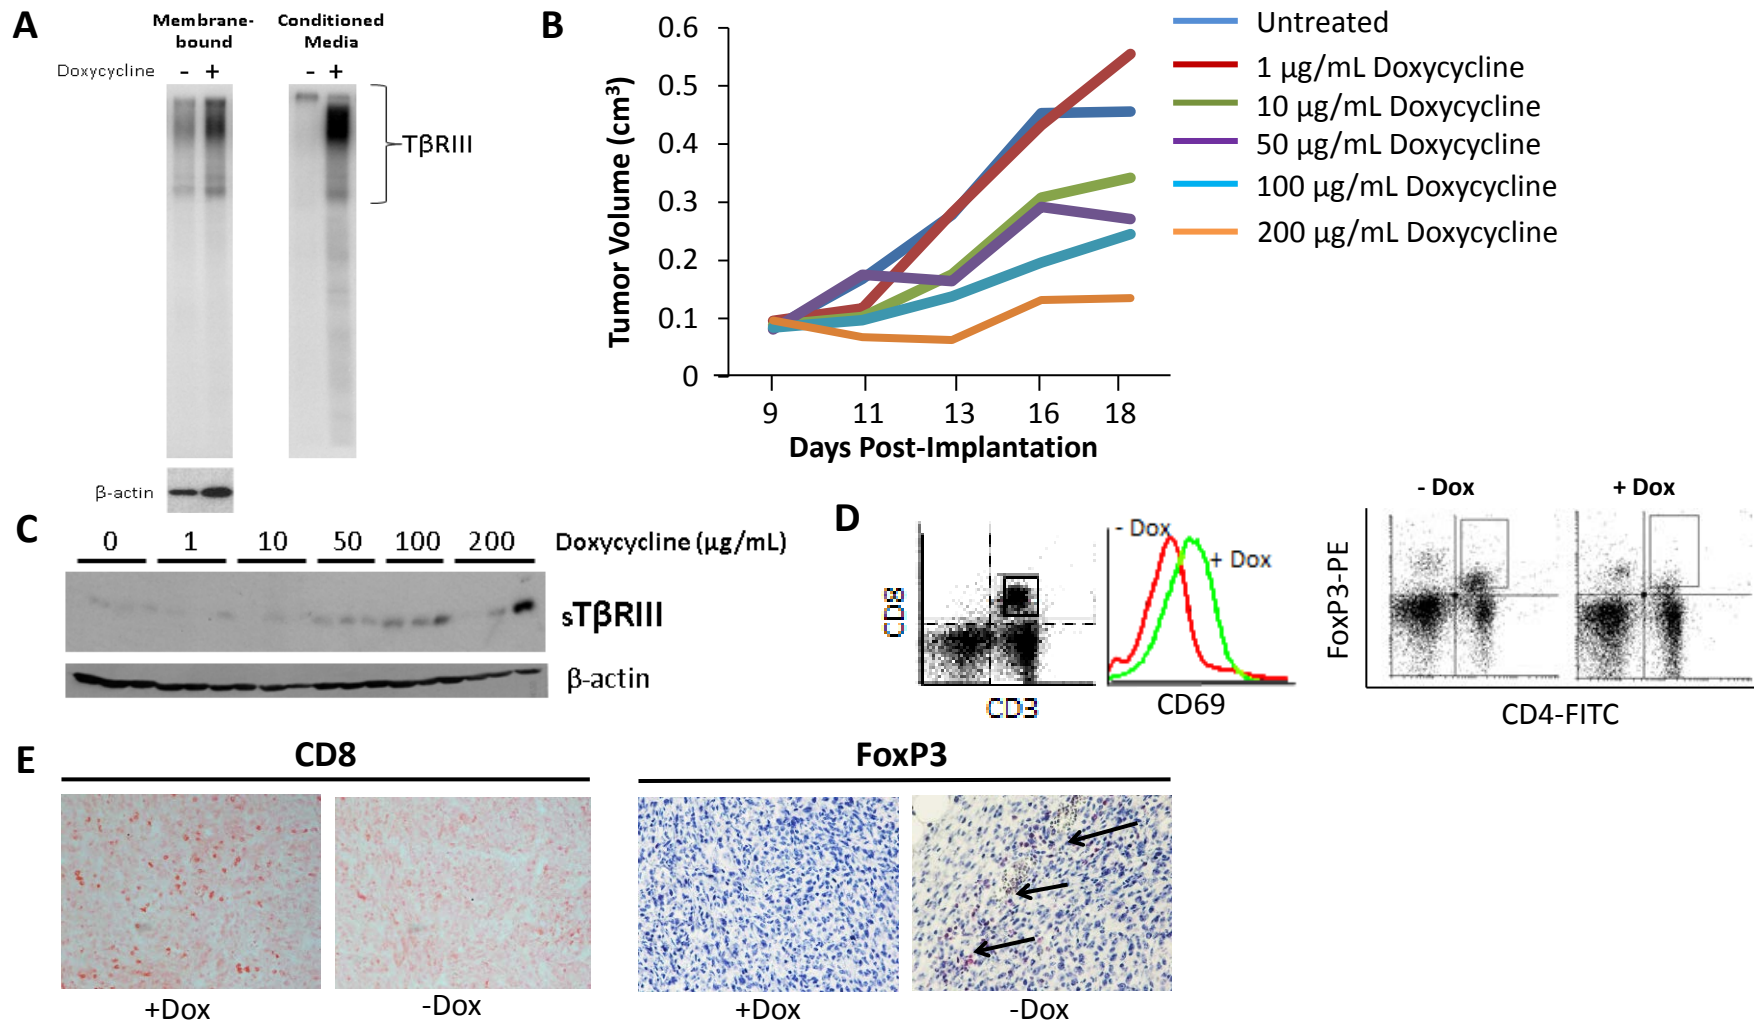 A
Membrane-
bound
Conditioned
Media
Doxycycline
- +
- +
TβRIII
β-actin
B
Tumor Volume (cm³)
0.6
0.5
0.4
0.3
0.2
0.1
0
9 11 13 16 18
Days Post-Implantation
Untreated
1 µg/mL Doxycycline
10 µg/mL Doxycycline
50 µg/mL Doxycycline
100 µg/mL Doxycycline
200 µg/mL Doxycycline
C
0 1 10 50 100 200 Doxycycline (µg/mL)
sTβRIII
β-actin
D
CD8
CD3
- Dox
+ Dox
CD69
- Dox + Dox
FoxP3-PE
CD4-FITC
E
CD8
+Dox -Dox
FoxP3
+Dox -Dox